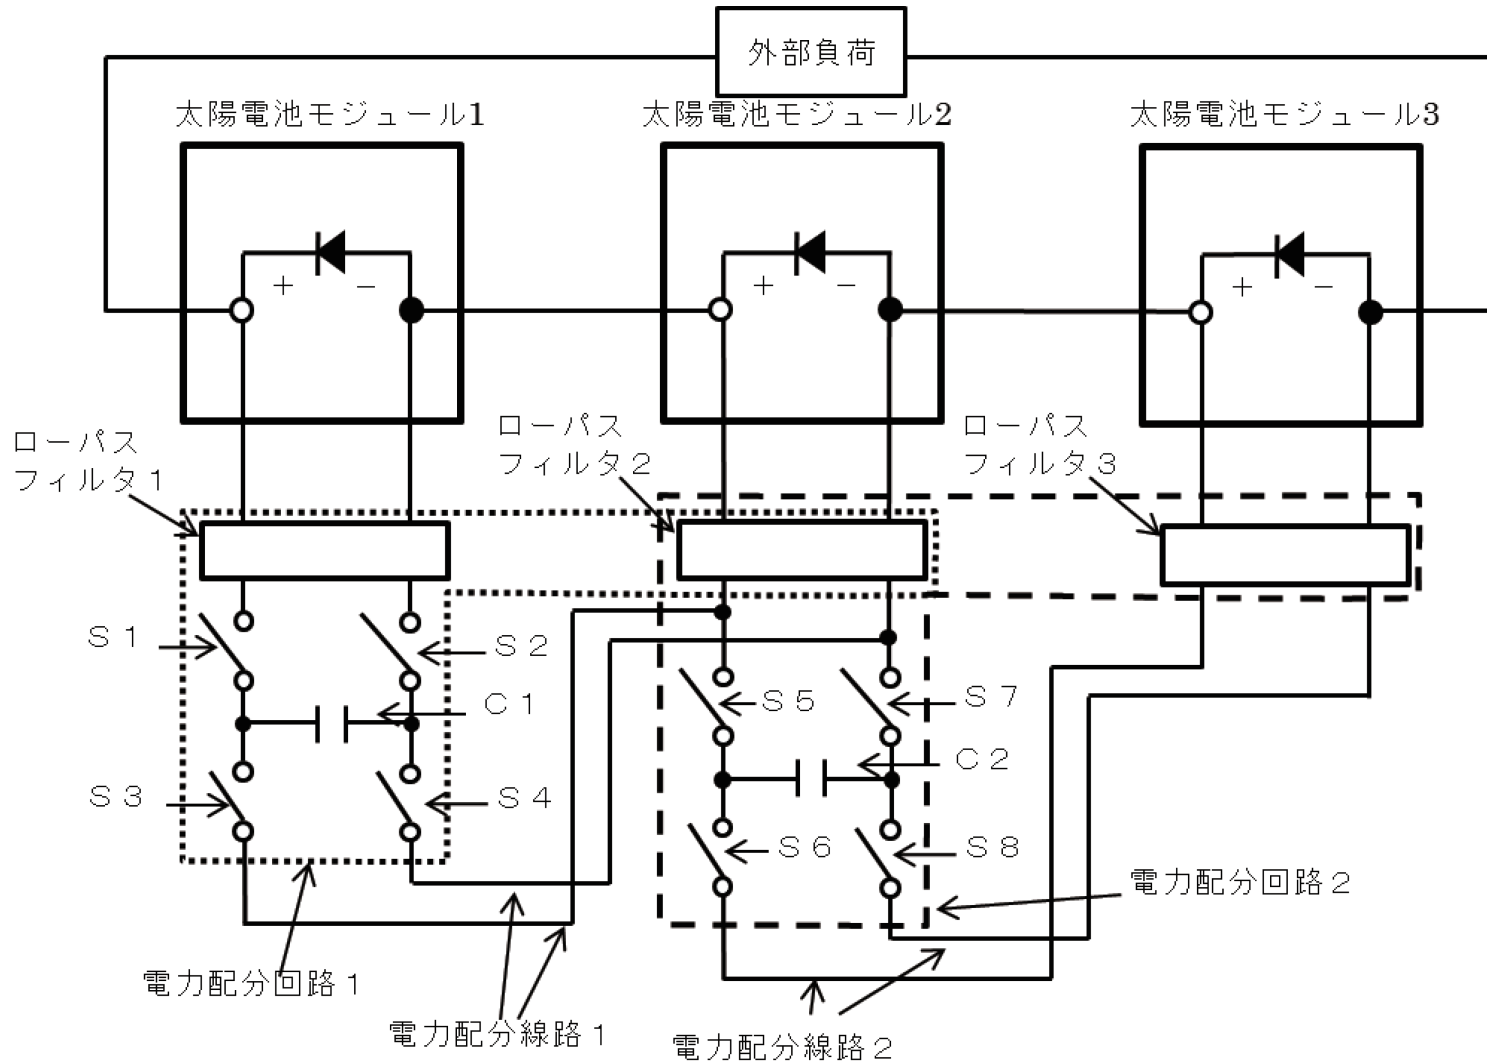 外部負荷
太陽電池モジュール1
太陽電池モジュール2
太陽電池モジュール3
+ −
+ −
+ −
ローパス
フィルタ１
ローパス
フィルタ２
ローパス
フィルタ３
Ｓ１
Ｓ２
Ｃ１
Ｓ３
Ｓ４
Ｓ５
Ｓ７
Ｃ２
Ｓ６
Ｓ８
電力配分回路２
電力配分回路１
電力配分線路１
電力配分線路２